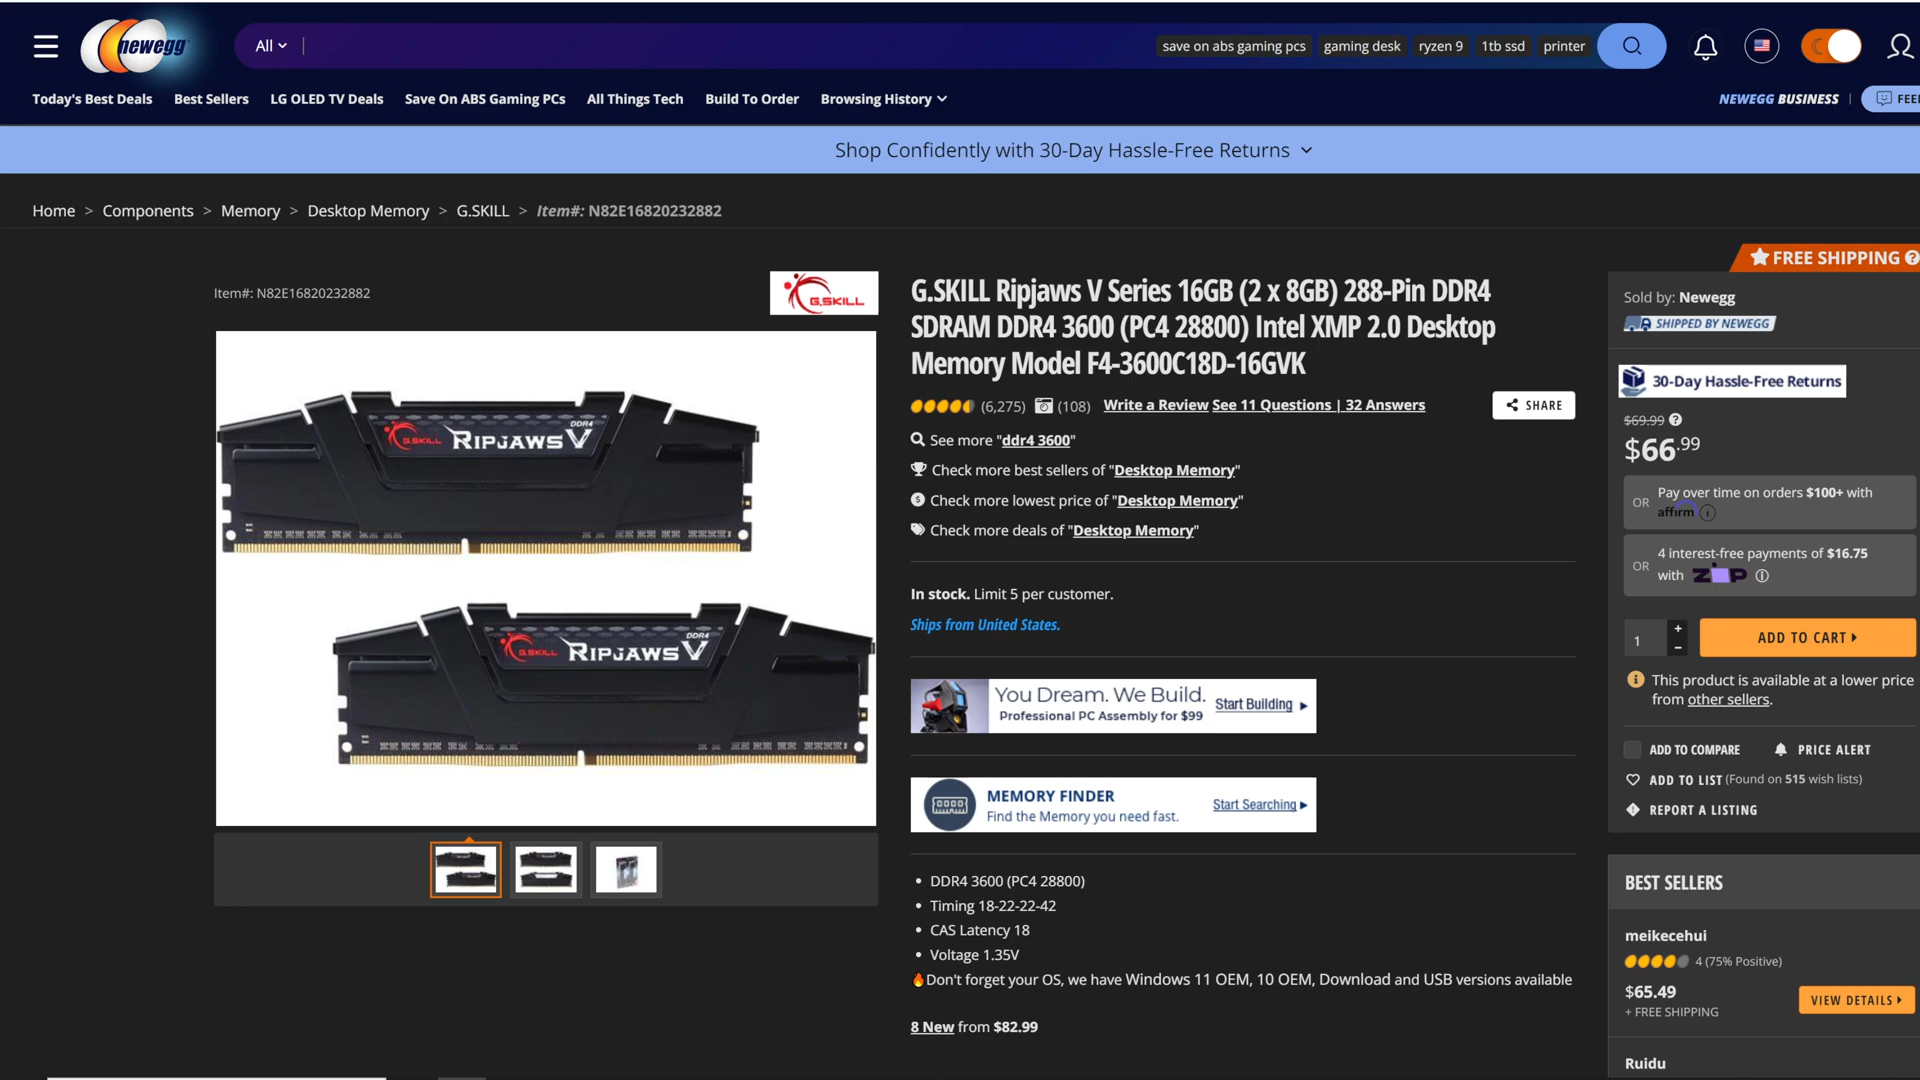 newegg
All
save on abs gaming pcs
gaming desk
ryzen 9
1tb ssd
printer
Today's Best Deals
Best Sellers
LG OLED TV Deals
Save On ABS Gaming PCs
All Things Tech
Build To Order
Browsing History
NEWEGG BUSINESS
Shop Confidently with 30-Day Hassle-Free Returns
Home > Components > Memory > Desktop Memory > G.SKILL > Item#: N82E16820232882
Item#: N82E16820232882
G.SKILL
G.SKILL RIPJAWS V DDR4
G.SKILL RIPJAWS V DDR4
G.SKILL Ripjaws V Series 16GB (2 x 8GB) 288-Pin DDR4
SDRAM DDR4 3600 (PC4 28800) Intel XMP 2.0 Desktop
Memory Model F4-3600C18D-16GVK
(6,275) (108) Write a Review See 11 Questions | 32 Answers
SHARE
See more "ddr4 3600"
Check more best sellers of "Desktop Memory"
Check more lowest price of "Desktop Memory"
Check more deals of "Desktop Memory"
In stock. Limit 5 per customer.
Ships from United States.
You Dream. We Build.
Professional PC Assembly for $99
Start Building
MEMORY FINDER
Find the Memory you need fast.
Start Searching
DDR4 3600 (PC4 28800)
Timing 18-22-22-42
CAS Latency 18
Voltage 1.35V
Don't forget your OS, we have Windows 11 OEM, 10 OEM, Download and USB versions available
8 New from $82.99
FREE SHIPPING
Sold by: Newegg
SHIPPED BY NEWEGG
30-Day Hassle-Free Returns
$69.99
$66.99
OR
Pay over time on orders $100+ with
affirm
OR
4 interest-free payments of $16.75
with ZIP
1
+
-
ADD TO CART
This product is available at a lower price
from other sellers.
ADD TO COMPARE
PRICE ALERT
ADD TO LIST (Found on 515 wish lists)
REPORT A LISTING
BEST SELLERS
meikecehui
4 (75% Positive)
$65.49
+ FREE SHIPPING
VIEW DETAILS
Ruidu